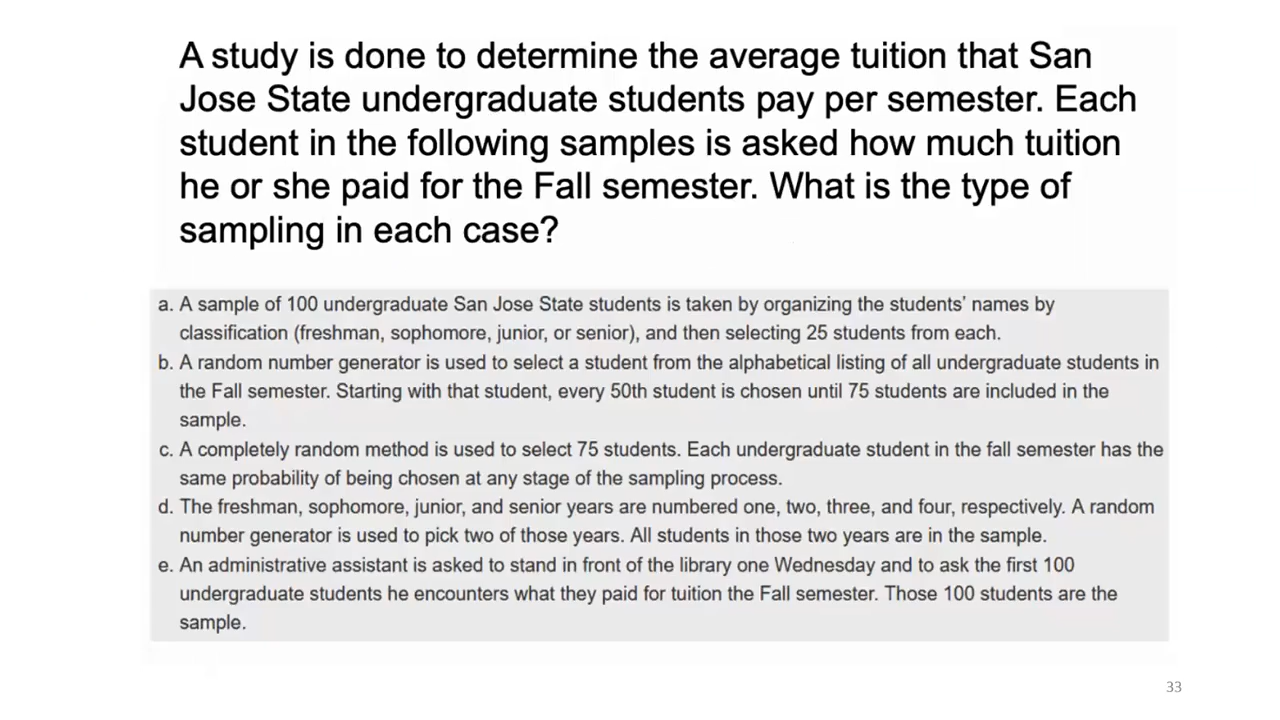 A study is done to determine the average tuition that San
Jose State undergraduate students pay per semester. Each
student in the following samples is asked how much tuition
he or she paid for the Fall semester. What is the type of
sampling in each case?
a. A sample of 100 undergraduate San Jose State students is taken by organizing the students' names by
classification (freshman, sophomore, junior, or senior), and then selecting 25 students from each.
b. A random number generator is used to select a student from the alphabetical listing of all undergraduate students in
the Fall semester. Starting with that student, every 50th student is chosen until 75 students are included in the
sample.
c. A completely random method is used to select 75 students. Each undergraduate student in the fall semester has the
same probability of being chosen at any stage of the sampling process.
d. The freshman, sophomore, junior, and senior years are numbered one, two, three, and four, respectively. A random
number generator is used to pick two of those years. All students in those two years are in the sample.
e. An administrative assistant is asked to stand in front of the library one Wednesday and to ask the first 100
undergraduate students he encounters what they paid for tuition the Fall semester. Those 100 students are the
sample.
33